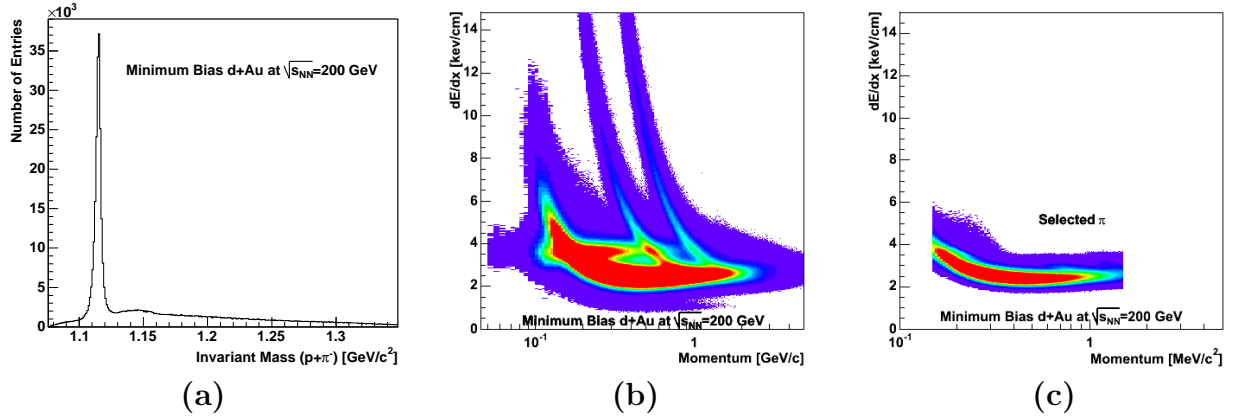 ×10³
Number of Entries
35
30
25
20
15
10
5
0
Minimum Bias d+Au at √s_NN=200 GeV
1.1
1.15
1.2
1.25
1.3
Invariant Mass (p+π⁻) [GeV/c²]
(a)
dE/dx [kev/cm]
14
12
10
8
6
4
2
0
Minimum Bias d+Au at √s_NN=200 GeV
10⁻¹
1
Momentum [GeV/c]
(b)
dE/dx [keV/cm]
14
12
10
8
6
4
2
0
Selected π
Minimum Bias d+Au at √s_NN=200 GeV
10⁻¹
1
Momentum [MeV/c²]
(c)